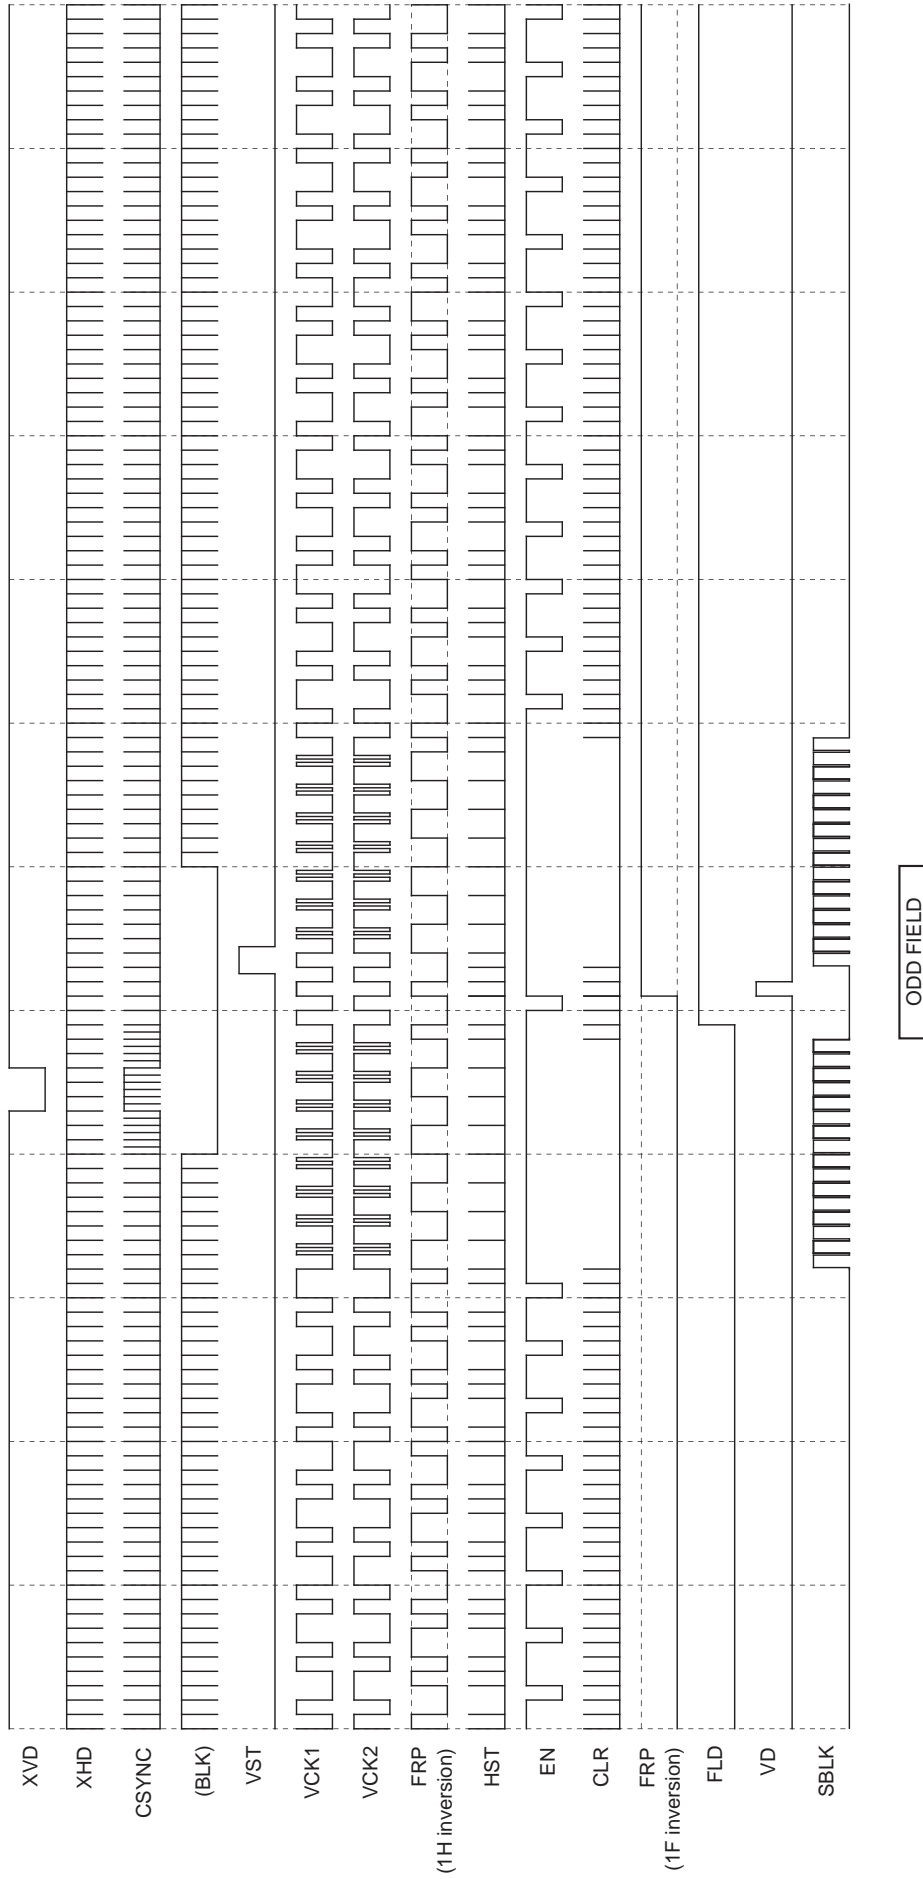 XVD
XHD
CSYNC
(BLK)
VST
VCK1
VCK2
FRP
(1H inversion)
HST
EN
CLR
FRP
(1F inversion)
FLD
VD
SBLK
ODD FIELD